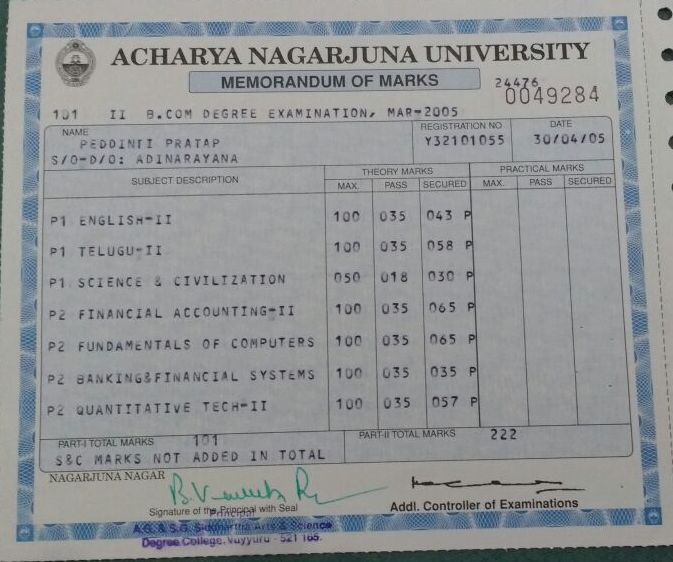 ACHARYA NAGARJUNA UNIVERSITY
MEMORANDUM OF MARKS
24476
0049284
101 II B.COM DEGREE EXAMINATION, MAR-2005
NAME REGISTRATION NO DATE
PEDDINTI PRATAP Y32101055 30/04/05
S/O-D/O: ADINARAYANA
SUBJECT DESCRIPTION THEORY MARKS PRACTICAL MARKS
MAX. PASS SECURED MAX. PASS SECURED
P1 ENGLISH-II 100 035 043 P
P1 TELUGU-II 100 035 058 P
P1 SCIENCE & CIVILIZATION 050 018 030 P
P2 FINANCIAL ACCOUNTING-II 100 035 065 P
P2 FUNDAMENTALS OF COMPUTERS 100 035 065 P
P2 BANKING&FINANCIAL SYSTEMS 100 035 035 P
P2 QUANTITATIVE TECH-II 100 035 057 P
PART-I TOTAL MARKS 101 PART-II TOTAL MARKS 222
S&C MARKS NOT ADDED IN TOTAL
NAGARJUNA NAGAR
Signature of the Principal with Seal Addl. Controller of Examinations
Principal
A.G. & S.G. Siddhartha Arts & Science
Degree College, Vuyyuru - 521 165.